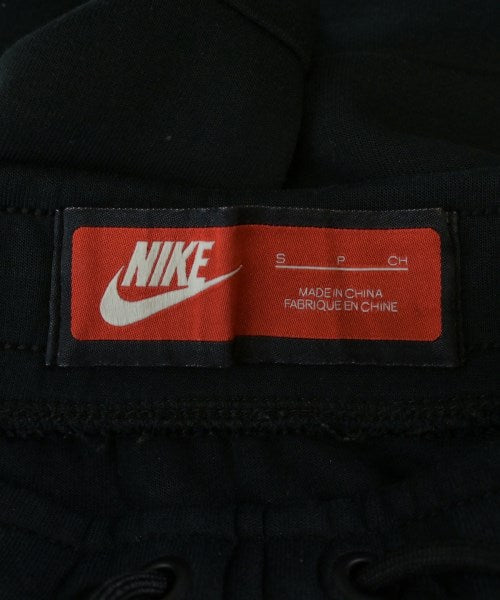 NIKE
S P CH
MADE IN CHINA
FABRIQUE EN CHINE